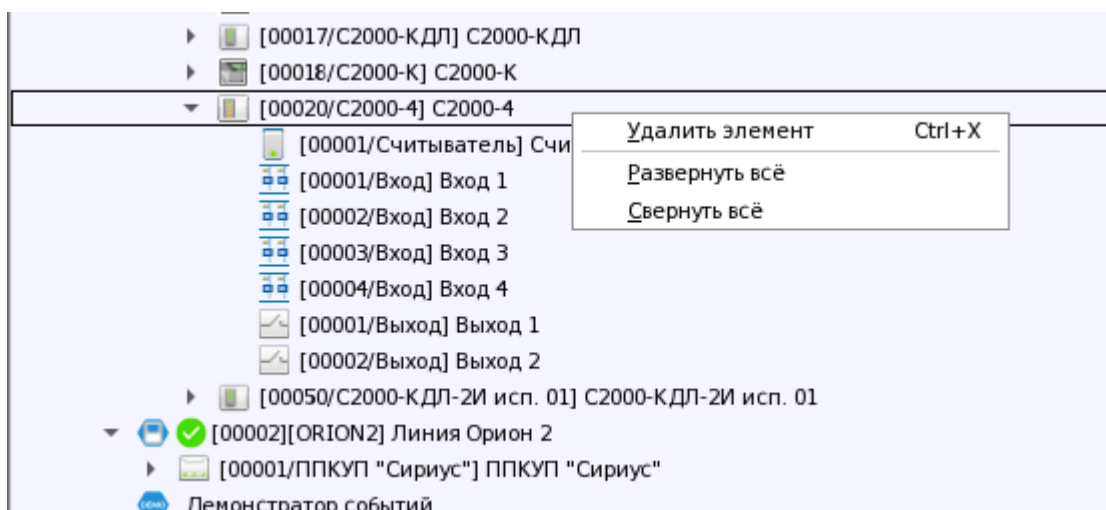 [00017/С2000-КДЛ] С2000-КДЛ
[00018/С2000-К] С2000-К
[00020/С2000-4] С2000-4
Удалить элемент Ctrl+X
[00001/Считыватель] Счи
Развернуть всё
[00001/Вход] Вход 1
Свернуть всё
[00002/Вход] Вход 2
[00003/Вход] Вход 3
[00004/Вход] Вход 4
[00001/Выход] Выход 1
[00002/Выход] Выход 2
[00050/С2000-КДЛ-2И исп. 01] С2000-КДЛ-2И исп. 01
[00002][ORION2] Линия Орион 2
[00001/ППКУП "Сириус"] ППКУП "Сириус"
DEMO Демонстратор событий